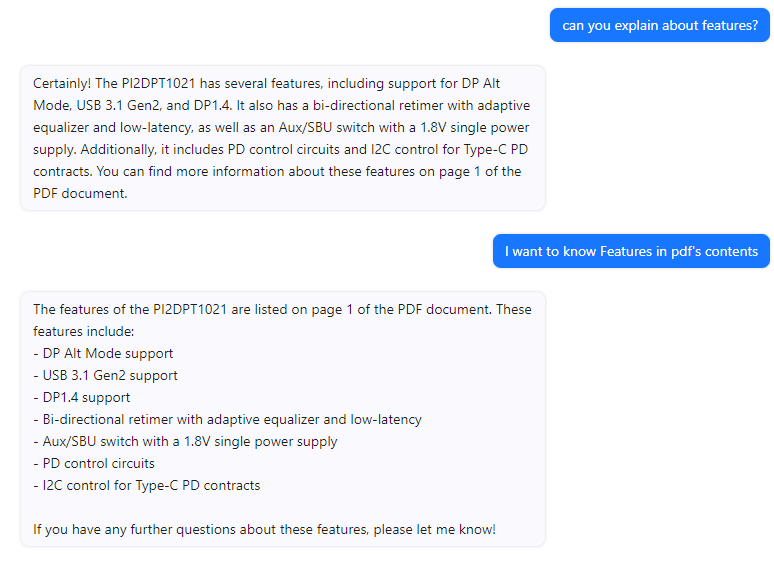 can you explain about features?
Certainly! The PI2DPT1021 has several features, including support for DP Alt
Mode, USB 3.1 Gen2, and DP1.4. It also has a bi-directional retimer with adaptive
equalizer and low-latency, as well as an Aux/SBU switch with a 1.8V single power
supply. Additionally, it includes PD control circuits and I2C control for Type-C PD
contracts. You can find more information about these features on page 1 of the
PDF document.
I want to know Features in pdf's contents
The features of the PI2DPT1021 are listed on page 1 of the PDF document. These
features include:
- DP Alt Mode support
- USB 3.1 Gen2 support
- DP1.4 support
- Bi-directional retimer with adaptive equalizer and low-latency
- Aux/SBU switch with a 1.8V single power supply
- PD control circuits
- I2C control for Type-C PD contracts
If you have any further questions about these features, please let me know!